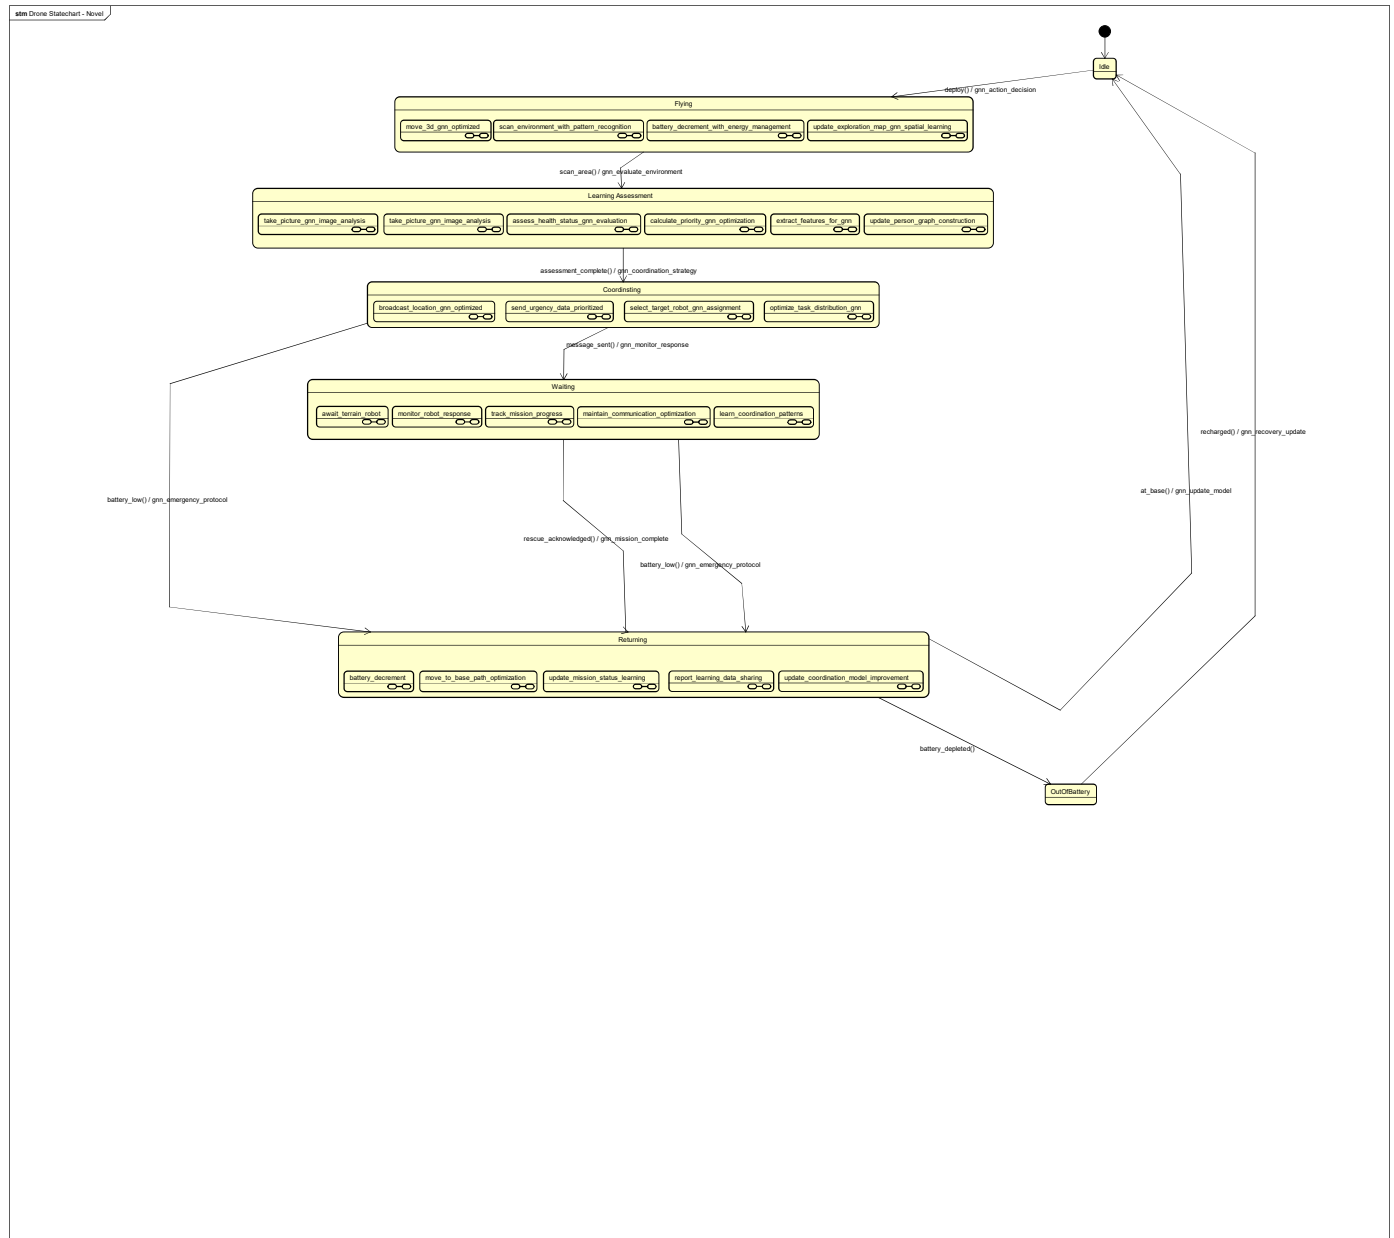 stm Drone Statechart - Novel
Idle
deploy() / gnn_action_decision
Flying
move_3d_gnn_optimized
scan_environment_with_pattern_recognition
battery_decrement_with_energy_management
update_exploration_map_gnn_spatial_learning
scan_area() / gnn_evaluate_environment
Learning Assessment
take_picture_gnn_image_analysis
take_picture_gnn_image_analysis
assess_health_status_gnn_evaluation
calculate_priority_gnn_optimization
extract_features_for_gnn
update_person_graph_construction
assessment_complete() / gnn_coordination_strategy
Coordinsting
broadcast_location_gnn_optimized
send_urgency_data_prioritized
select_target_robot_gnn_assignment
optimize_task_distribution_gnn
message_sent() / gnn_monitor_response
Waiting
await_terrain_robot
monitor_robot_response
track_mission_progress
maintain_communication_optimization
learn_coordination_patterns
recharged() / gnn_recovery_update
at_base() / gnn_update_model
battery_low() / gnn_emergency_protocol
rescue_acknowledged() / gnn_mission_complete
battery_low() / gnn_emergency_protocol
Returning
battery_decrement
move_to_base_path_optimization
update_mission_status_learning
report_learning_data_sharing
update_coordination_model_improvement
battery_depleted()
OutOfBattery